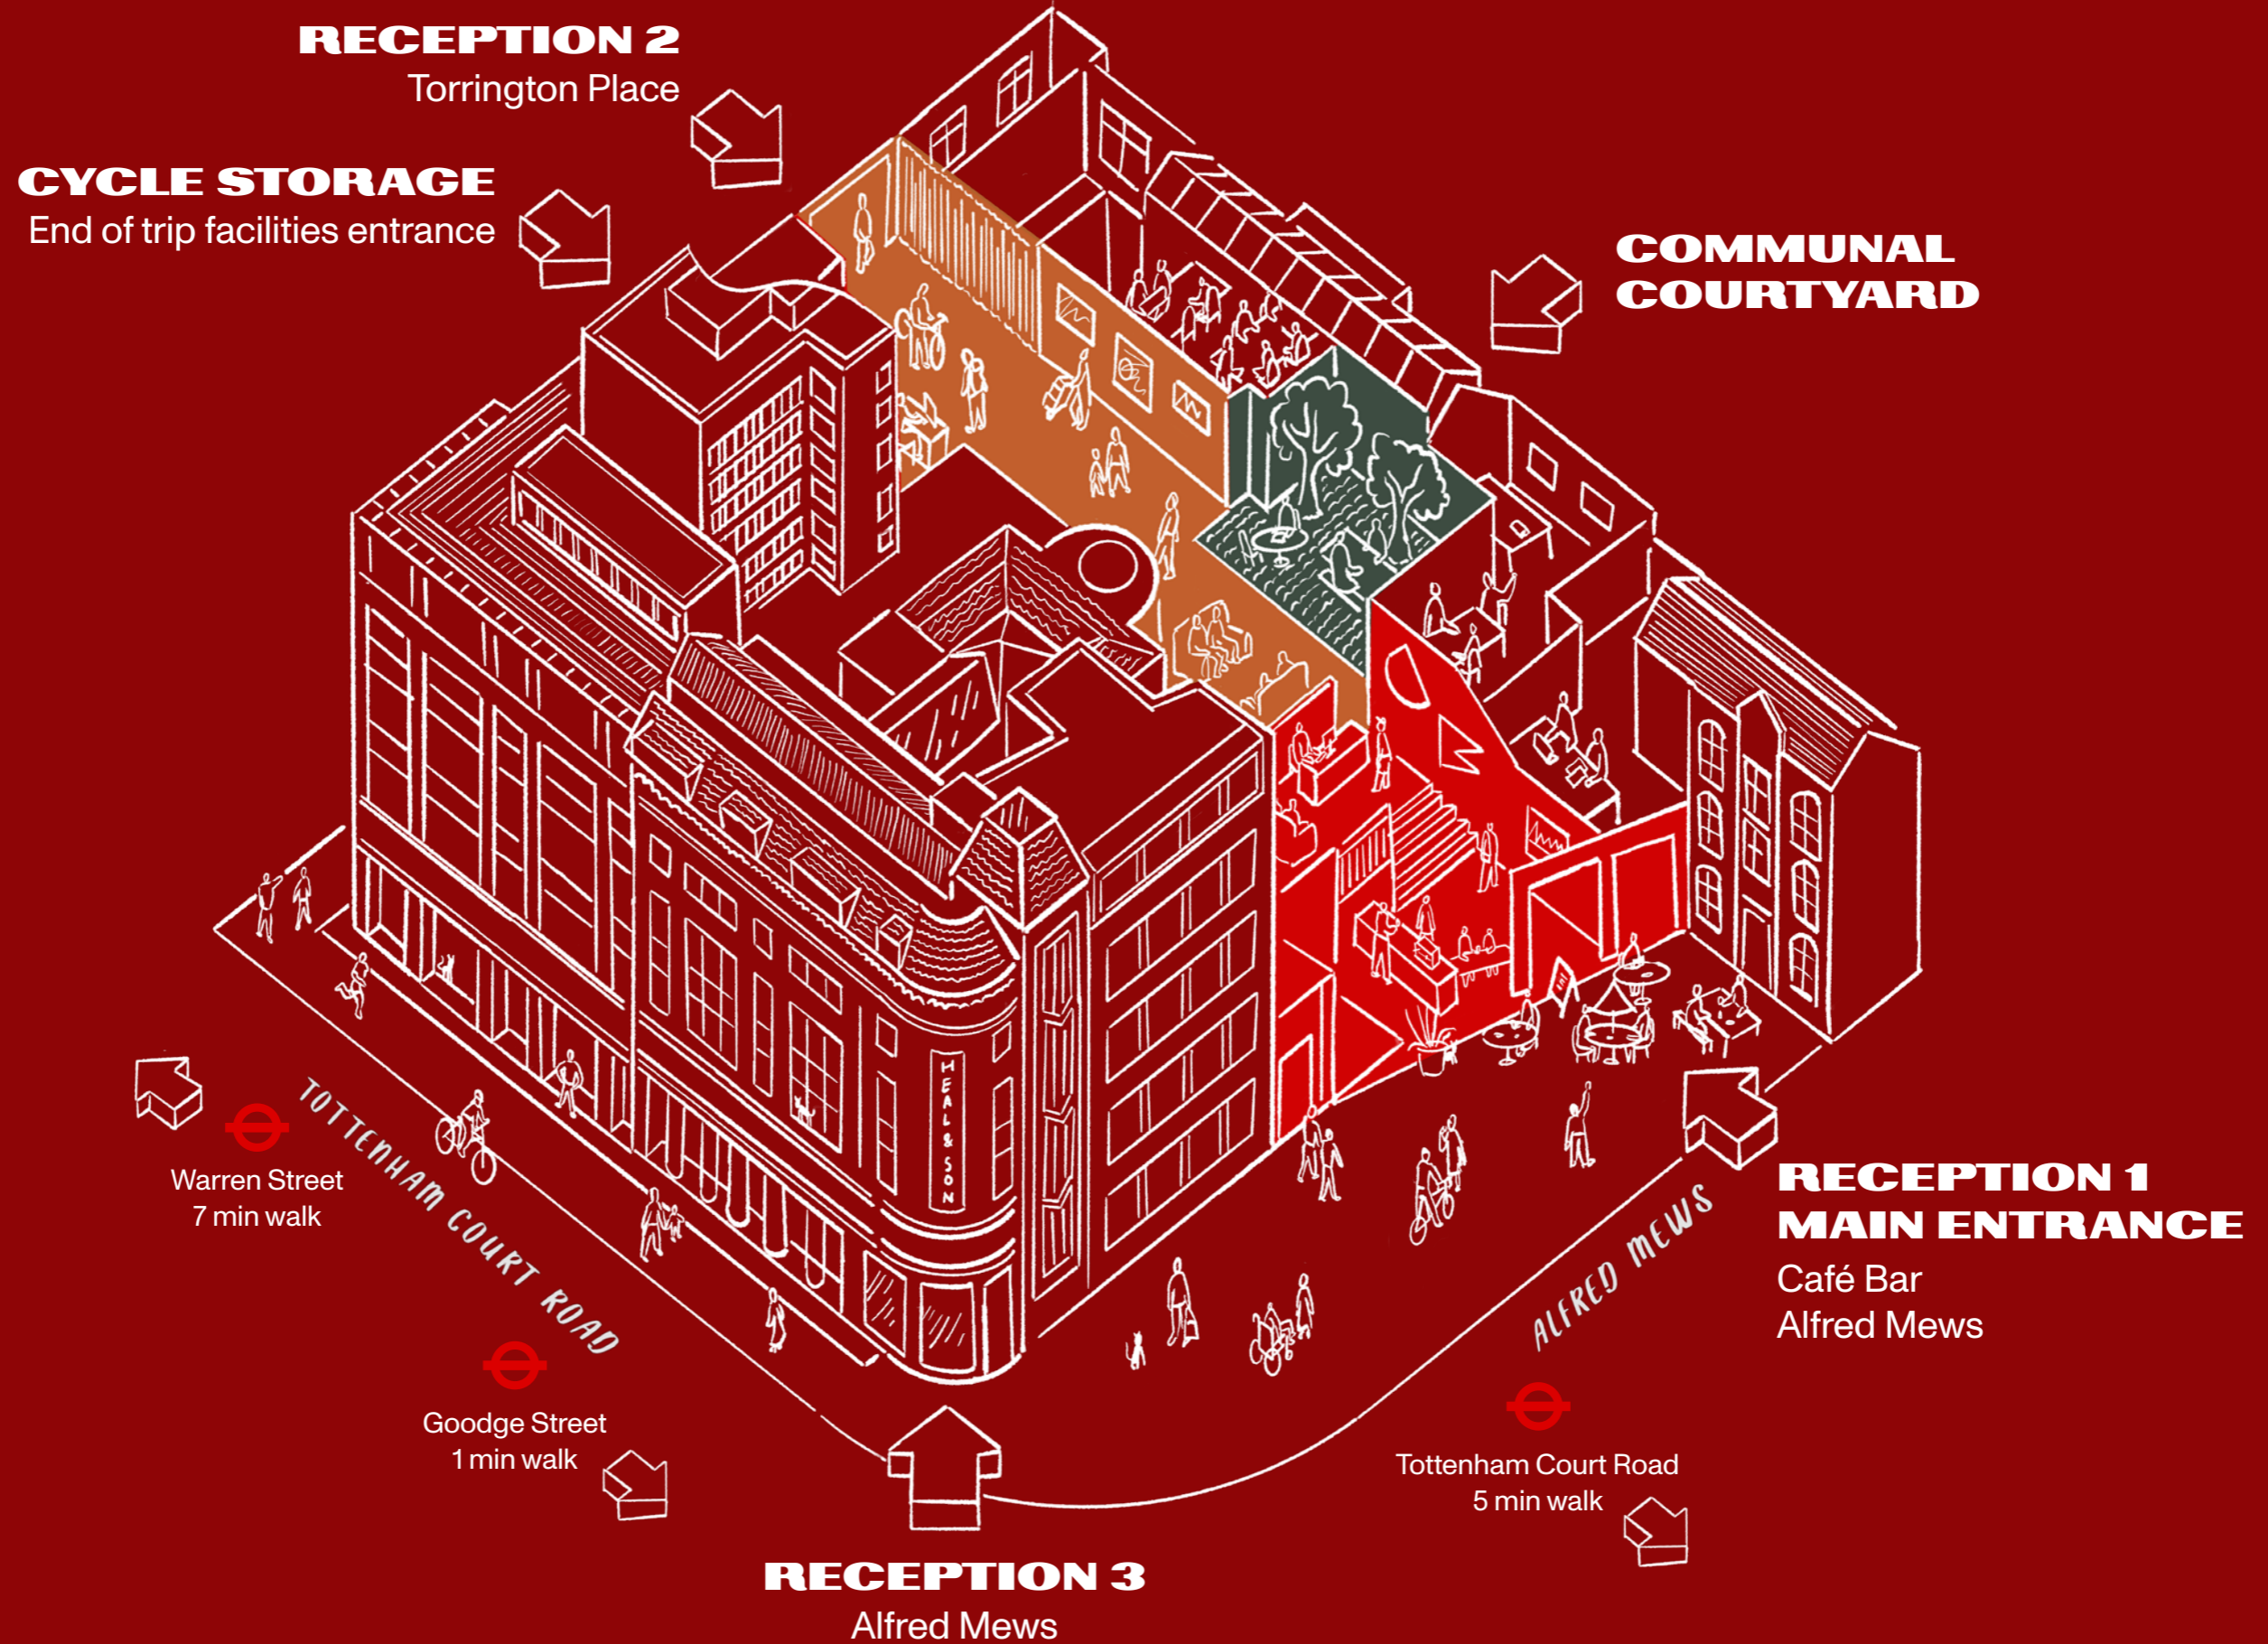 RECEPTION 2
Torrington Place
CYCLE STORAGE
End of trip facilities entrance
COMMUNAL
COURTYARD
HEAL & SON
EAT
TOTTENHAM COURT ROAD
Warren Street
7 min walk
Goodge Street
1 min walk
ALFRED MEWS
RECEPTION 1
MAIN ENTRANCE
Café Bar
Alfred Mews
Tottenham Court Road
5 min walk
RECEPTION 3
Alfred Mews